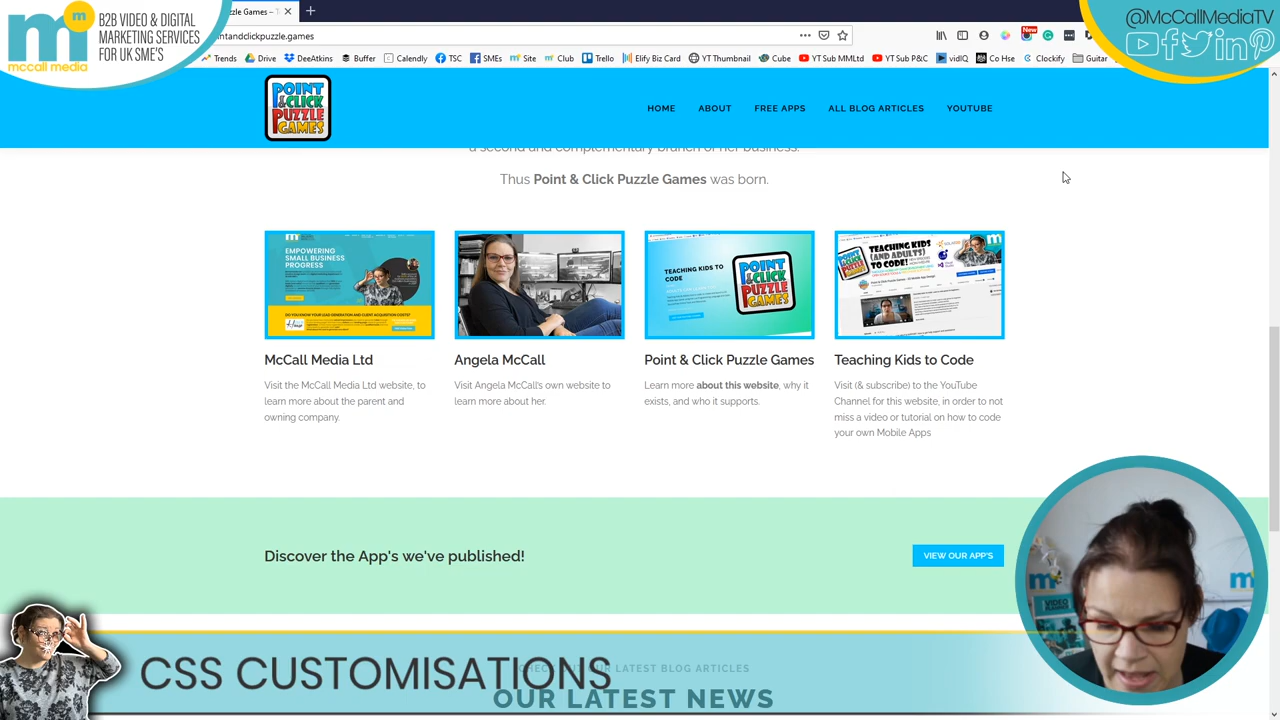 m
mccall media
B2B VIDEO & DIGITAL
MARKETING SERVICES
FOR UK SME'S
zzle Games – T
intandclickpuzzle.games
@McCallMediaTV
Trends
Drive
DeeAtkins
Buffer
Calendly
TSC
SMEs
Site
Club
Trello
Elify Biz Card
YT Thumbnail
Cube
YT Sub MMLtd
YT Sub P&C
vidIQ
Co Hse
Clockify
Guitar
New
POINT
& CLICK
PUZZLE
GAMES
HOME
ABOUT
FREE APPS
ALL BLOG ARTICLES
YOUTUBE
a second and complementary branch of her business.
Thus Point & Click Puzzle Games was born.
EMPOWERING
SMALL BUSINESS
PROGRESS
TEACHING KIDS TO
CODE
POINT
& CLICK
PUZZLE
GAMES
TEACHING KIDS
(AND ADULTS)
TO CODE!
McCall Media Ltd
Visit the McCall Media Ltd website, to
learn more about the parent and
owning company.
Angela McCall
Visit Angela McCall's own website to
learn more about her.
Point & Click Puzzle Games
Learn more about this website, why it
exists, and who it supports.
Teaching Kids to Code
Visit (& subscribe) to the YouTube
Channel for this website, in order to not
miss a video or tutorial on how to code
your own Mobile Apps
Discover the App's we've published!
VIEW OUR APP'S
CHECK OUT OUR LATEST BLOG ARTICLES
OUR LATEST NEWS
CSS CUSTOMISATIONS